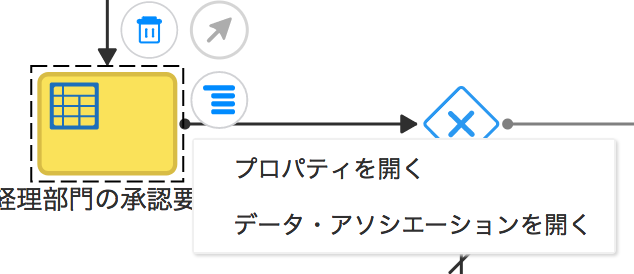 プロパティを開く
経理部門の承認要
データ・アソシエーションを開く